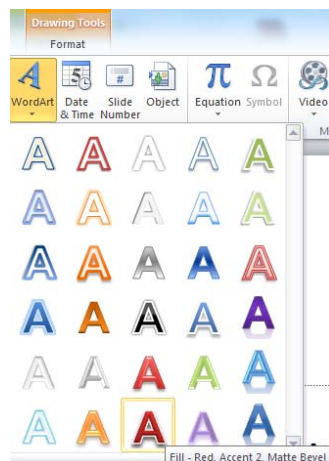 Drawing Tools
Format
WordArt
Date & Time
Slide Number
Object
Equation
Symbol
Video
M
A A A A A
A A A A A
A A A A A
A A A A A
A A A A A
A A A A A
Fill - Red, Accent 2, Matte Bevel